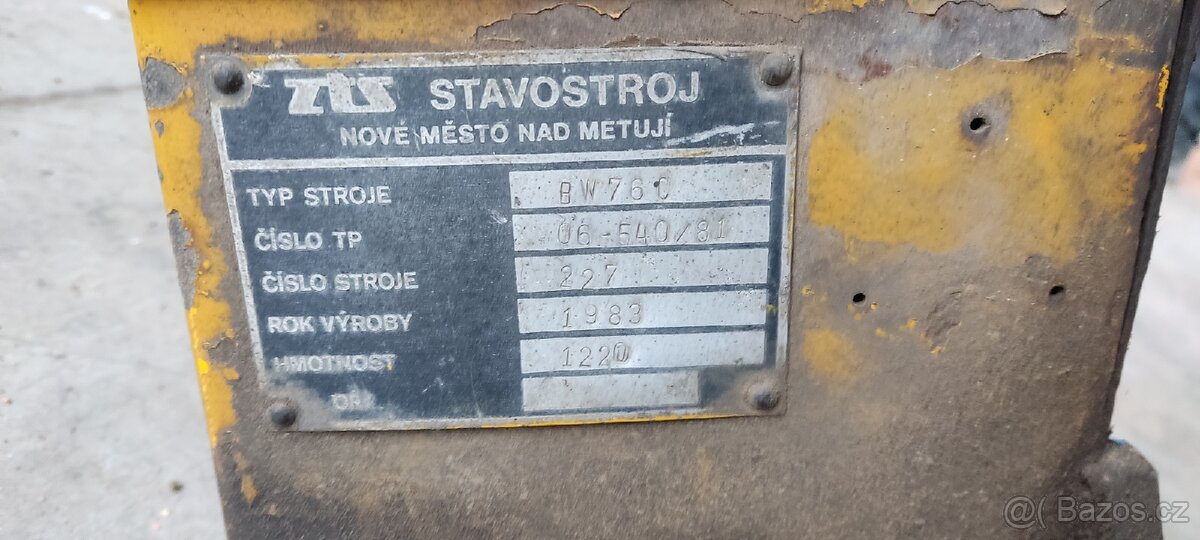 ZŤS STAVOSTROJ
NOVÉ MĚSTO NAD METUJÍ
TYP STROJE BW76C
ČÍSLO TP 06-540/81
ČÍSLO STROJE 227
ROK VÝROBY 1983
HMOTNOST 1220
@( Bazos.cz